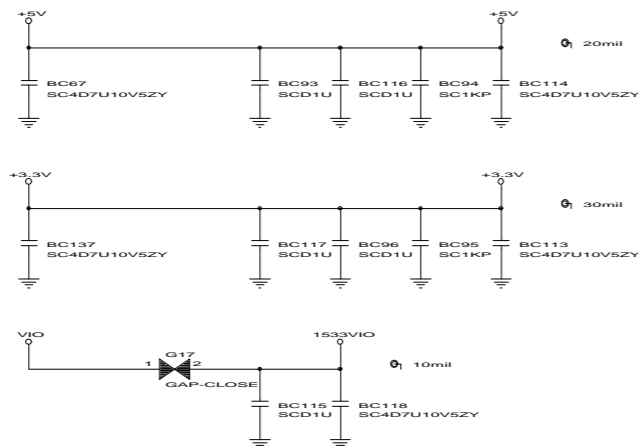 +5V +5V
20mil
BC67 BC93 BC116 BC94 BC114
SC4D7U10V5ZY SCD1U SCD1U SC1KP SC4D7U10V5ZY
+3.3V +3.3V
30mil
BC137 BC117 BC96 BC95 BC113
SC4D7U10V5ZY SCD1U SCD1U SC1KP SC4D7U10V5ZY
VIO 1533VIO
G17
1 2 10mil
GAP-CLOSE
BC115 BC118
SCD1U SC4D7U10V5ZY